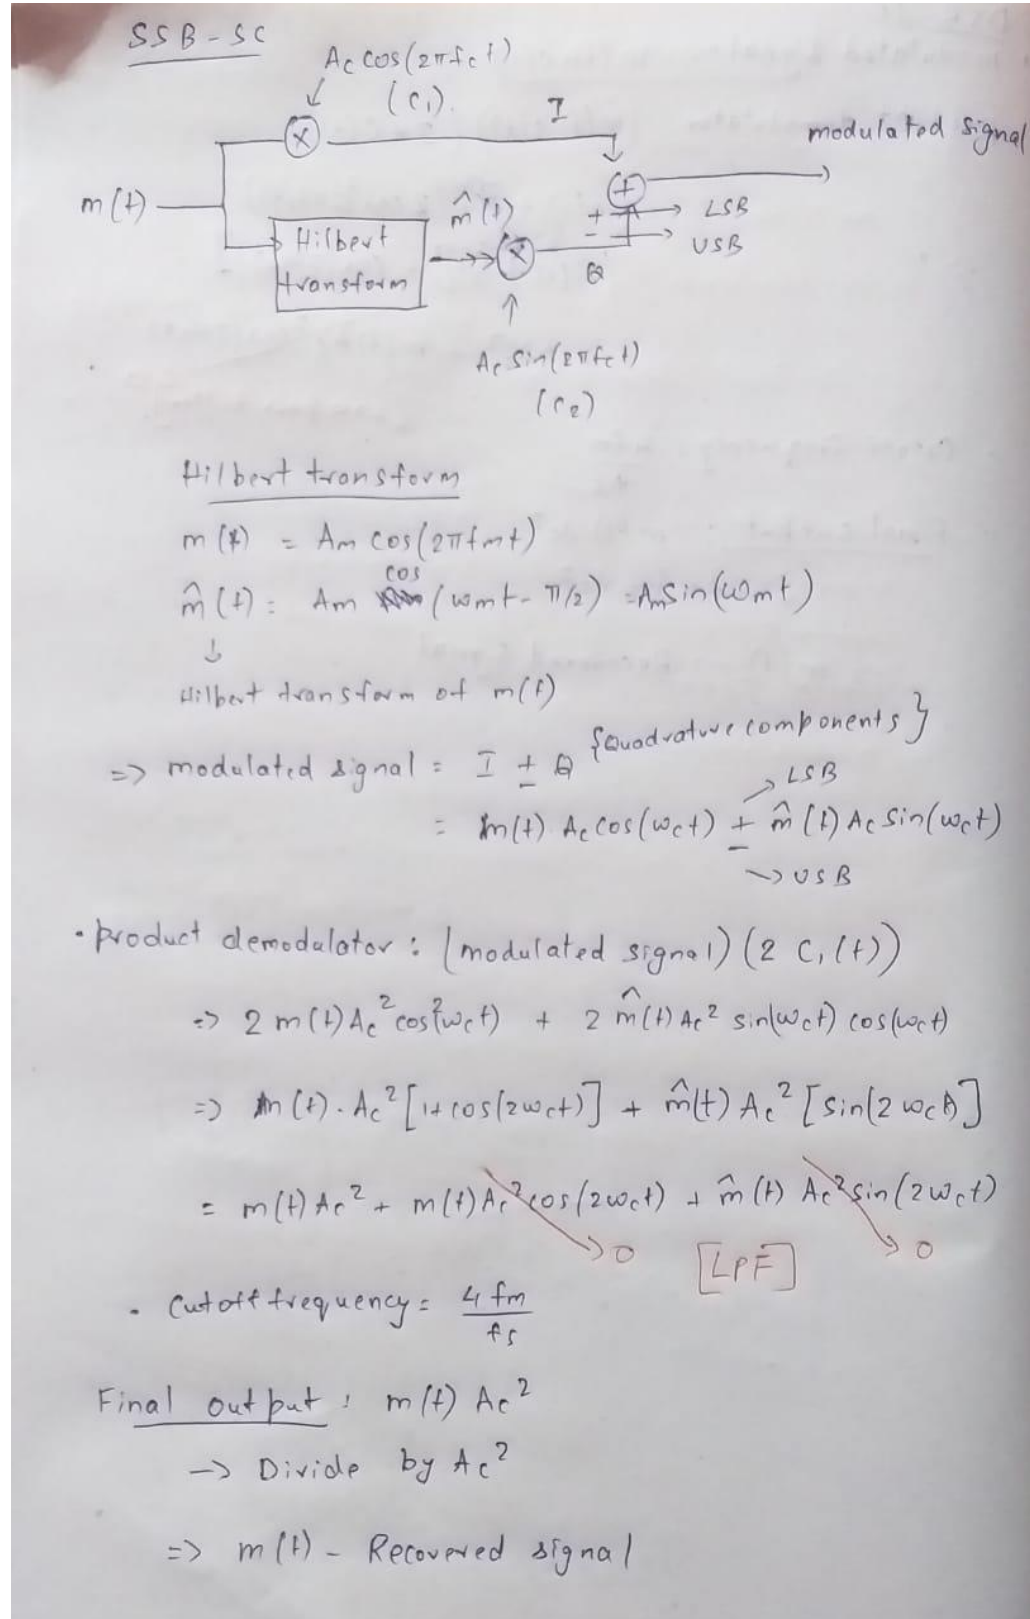 SSB-SC
Ac cos(2πfct)
(c1).
I
modulated signal
m(t)
m̂(t)
Hilbert
transform
+ → LSB
- → USB
Q
Ac Sin(2πfct)
(c2)
Hilbert transform
m(t) = Am cos(2πfmt)
m̂(t) = Am cos(ωmt - π/2) = Am Sin(ωmt)
↓
Hilbert transform of m(t)
=> modulated signal = I ± Q {Quadrature components}
→ LSB
= m(t) Ac cos(ωct) ± m̂(t) Ac Sin(ωct)
→ USB
• product demodulator : (modulated signal) (2 C1(t))
=> 2 m(t) Ac² cos²(ωct) + 2 m̂(t) Ac² sin(ωct) cos(ωct)
=> m(t). Ac² [1+cos(2ωct)] + m̂(t) Ac² [sin(2ωct)]
= m(t) Ac² + m(t) Ac² cos(2ωct) + m̂(t) Ac² sin(2ωct)
→ 0 [LPF] → 0
• Cutoff frequency = 4 fm / fs
Final output : m(t) Ac²
→ Divide by Ac²
=> m(t) - Recovered signal